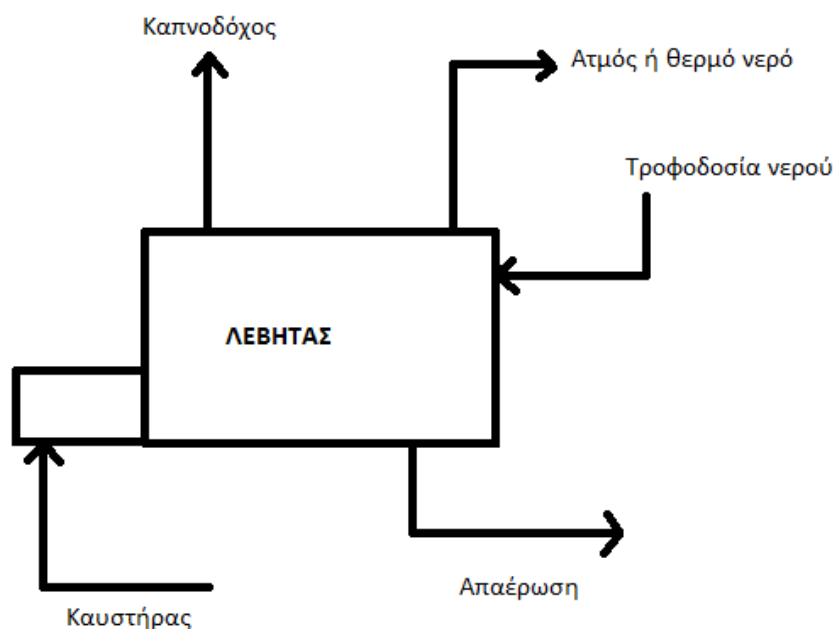 Καπνοδόχος
Ατμός ή θερμό νερό
Τροφοδοσία νερού
ΛΕΒΗΤΑΣ
Απαέρωση
Καυστήρας